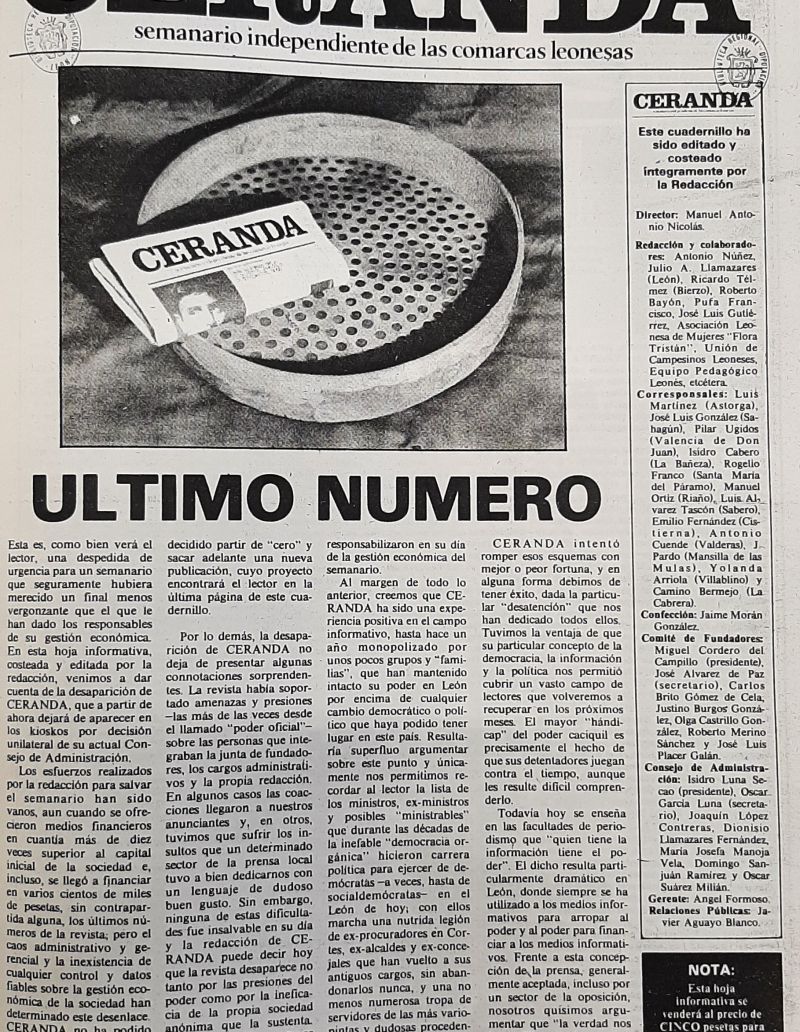 CERANDA
semanario independiente de las comarcas leonesas
CERANDA
ULTIMO NUMERO
Esta es, como bien verá el
lector, una despedida de
urgencia para un semanario
que seguramente hubiera
merecido un final menos
vergonzante que el que le
han dado los responsables
de su gestión económica.
En esta hoja informativa,
costeada y editada por la
redacción, venimos a dar
cuenta de la desaparición de
CERANDA, que a partir de
ahora dejará de aparecer en
los kioskos por decisión
unilateral de su actual Con-
sejo de Administración.
Los esfuerzos realizados
por la redacción para salvar
el semanario han sido
vanos, aun cuando se ofre-
cieron medios financieros
en cuantía más de diez
veces superior al capital
inicial de la sociedad e,
incluso, se llegó a financiar
en varios cientos de miles
de pesetas, sin contrapar-
tida alguna, los últimos nú-
meros de la revista; pero el
caos administrativo y ge-
rencial y la inexistencia de
cualquier control y datos
fiables sobre la gestión eco-
nómica de la sociedad han
determinado este desenlace.
CERANDA no ha podido
decidido partir de "cero" y
sacar adelante una nueva
publicación, cuyo proyecto
encontrará el lector en la
última página de este cua-
dernillo.
Por lo demás, la desapa-
rición de CERANDA no
deja de presentar algunas
connotaciones sorprenden-
tes. La revista había sopor-
tado amenazas y presiones
—las más de las veces desde
el llamado "poder oficial"—
sobre las personas que inte-
graban la junta de fundado-
res, los cargos administrati-
vos y la propia redacción.
En algunos casos las coac-
ciones llegaron a nuestros
anunciantes y, en otros,
tuvimos que sufrir los in-
sultos que un determinado
sector de la prensa local
tuvo a bien dedicarnos con
un lenguaje de dudoso
buen gusto. Sin embargo,
ninguna de estas dificulta-
des fue insalvable en su día
y la redacción de CE-
RANDA puede decir hoy
que la revista desaparece no
tanto por las presiones del
poder como por la inefica-
cia de la propia sociedad
anónima que la sustenta.
responsabilizaron en su día
de la gestión económica del
semanario.
Al margen de todo lo
anterior, creemos que CE-
RANDA ha sido una expe-
riencia positiva en el campo
informativo, hasta hace un
año monopolizado por
unos pocos grupos y "fami-
lias", que han mantenido
intacto su poder en León
por encima de cualquier
cambio democrático o polí-
tico que haya podido tener
lugar en este país. Resulta-
ría superfluo argumentar
sobre este punto y única-
mente nos permitimos re-
cordar al lector la lista de
los ministros, ex-ministros
y posibles "ministrables"
que durante las décadas de
la inefable "democracia or-
gánica" hicieron carrera
política para ejercer de de-
mócratas —a veces, hasta de
socialdemócratas— en el
León de hoy; con ellos
marcha una nutrida legión
de ex-procuradores en Cor-
tes, ex-alcaldes y ex-conce-
jales que han vuelto a sus
antiguos cargos, sin aban-
donarlos nunca, y una no
menos numerosa tropa de
servidores de las más vario-
pintas y dudosas proceden-
CERANDA intentó
romper esos esquemas con
mejor o peor fortuna, y en
alguna forma debimos de
tener éxito, dada la particu-
lar "desatención" que nos
han dedicado todos ellos.
Tuvimos la ventaja de que
su particular concepto de la
democracia, la información
y la política nos permitió
cubrir un vasto campo de
lectores que volveremos a
recuperar en los próximos
meses. El mayor "hándi-
cap" del poder caciquil es
precisamente el hecho de
que sus detentadores juegan
contra el tiempo, aunque
les resulte difícil compren-
derlo.
Todavía hoy se enseña
en las facultades de perio-
dismo que "quien tiene la
información tiene el po-
der". El dicho resulta parti-
cularmente dramático en
León, donde siempre se ha
utilizado a los medios infor-
mativos para arropar al
poder y al poder para finan-
ciar a los medios informati-
vos. Frente a esta concep-
ción de la prensa, general-
mente aceptada, incluso por
un sector de la oposición,
nosotros quisimos argu-
mentar que "la verdad nos
CERANDA
Este cuadernillo ha
sido editado y
costeado
íntegramente por
la Redacción
Director: Manuel Anto-
nio Nicolás.
Redacción y colaborado-
res: Antonio Núñez,
Julio A. Llamazares
(León), Ricardo Tél-
mez (Bierzo), Roberto
Bayón, Pufa Fran-
cisco, José Luis Gutié-
rrez, Asociación Leo-
nesa de Mujeres "Flora
Tristán", Unión de
Campesinos Leoneses,
Equipo Pedagógico
Leonés, etcétera.
Corresponsales: Luis
Martínez (Astorga),
José Luis González (Sa-
hagún), Pilar Ugidos
(Valencia de Don
Juan), Isidro Cabero
(La Bañeza), Rogelio
Franco (Santa María
del Páramo), Manuel
Ortiz (Riaño), Luis Al-
varez Tascón (Sabero),
Emilio Fernández (Cis-
tierna), Antonio
Cuende (Valderas), J.
Pardo (Mansilla de las
Mulas), Yolanda
Arriola (Villablino) y
Camino Bermejo (La
Cabrera).
Confección: Jaime Morán
González.
Comité de Fundadores:
Miguel Cordero del
Campillo (presidente),
José Alvarez de Paz
(secretario), Carlos
Brito Gómez de Cela,
Justino Burgos Gonzá-
lez, Olga Castrillo Gon-
zález, Roberto Merino
Sánchez y José Luis
Placer Galán.
Consejo de Administra-
ción: Isidro Luna Se-
cao (presidente), Oscar
García Luna (secreta-
rio), Joaquín López
Contreras, Dionisio
Llamazares Fernández,
María Josefa Manoja
Vela, Domingo San-
juán Ramírez y Oscar
Suárez Milián.
Gerente: Angel Formoso.
Relaciones Públicas: Ja-
vier Aguayo Blanco.
NOTA:
Esta hoja
informativa se
venderá al precio de
CINCO pesetas para